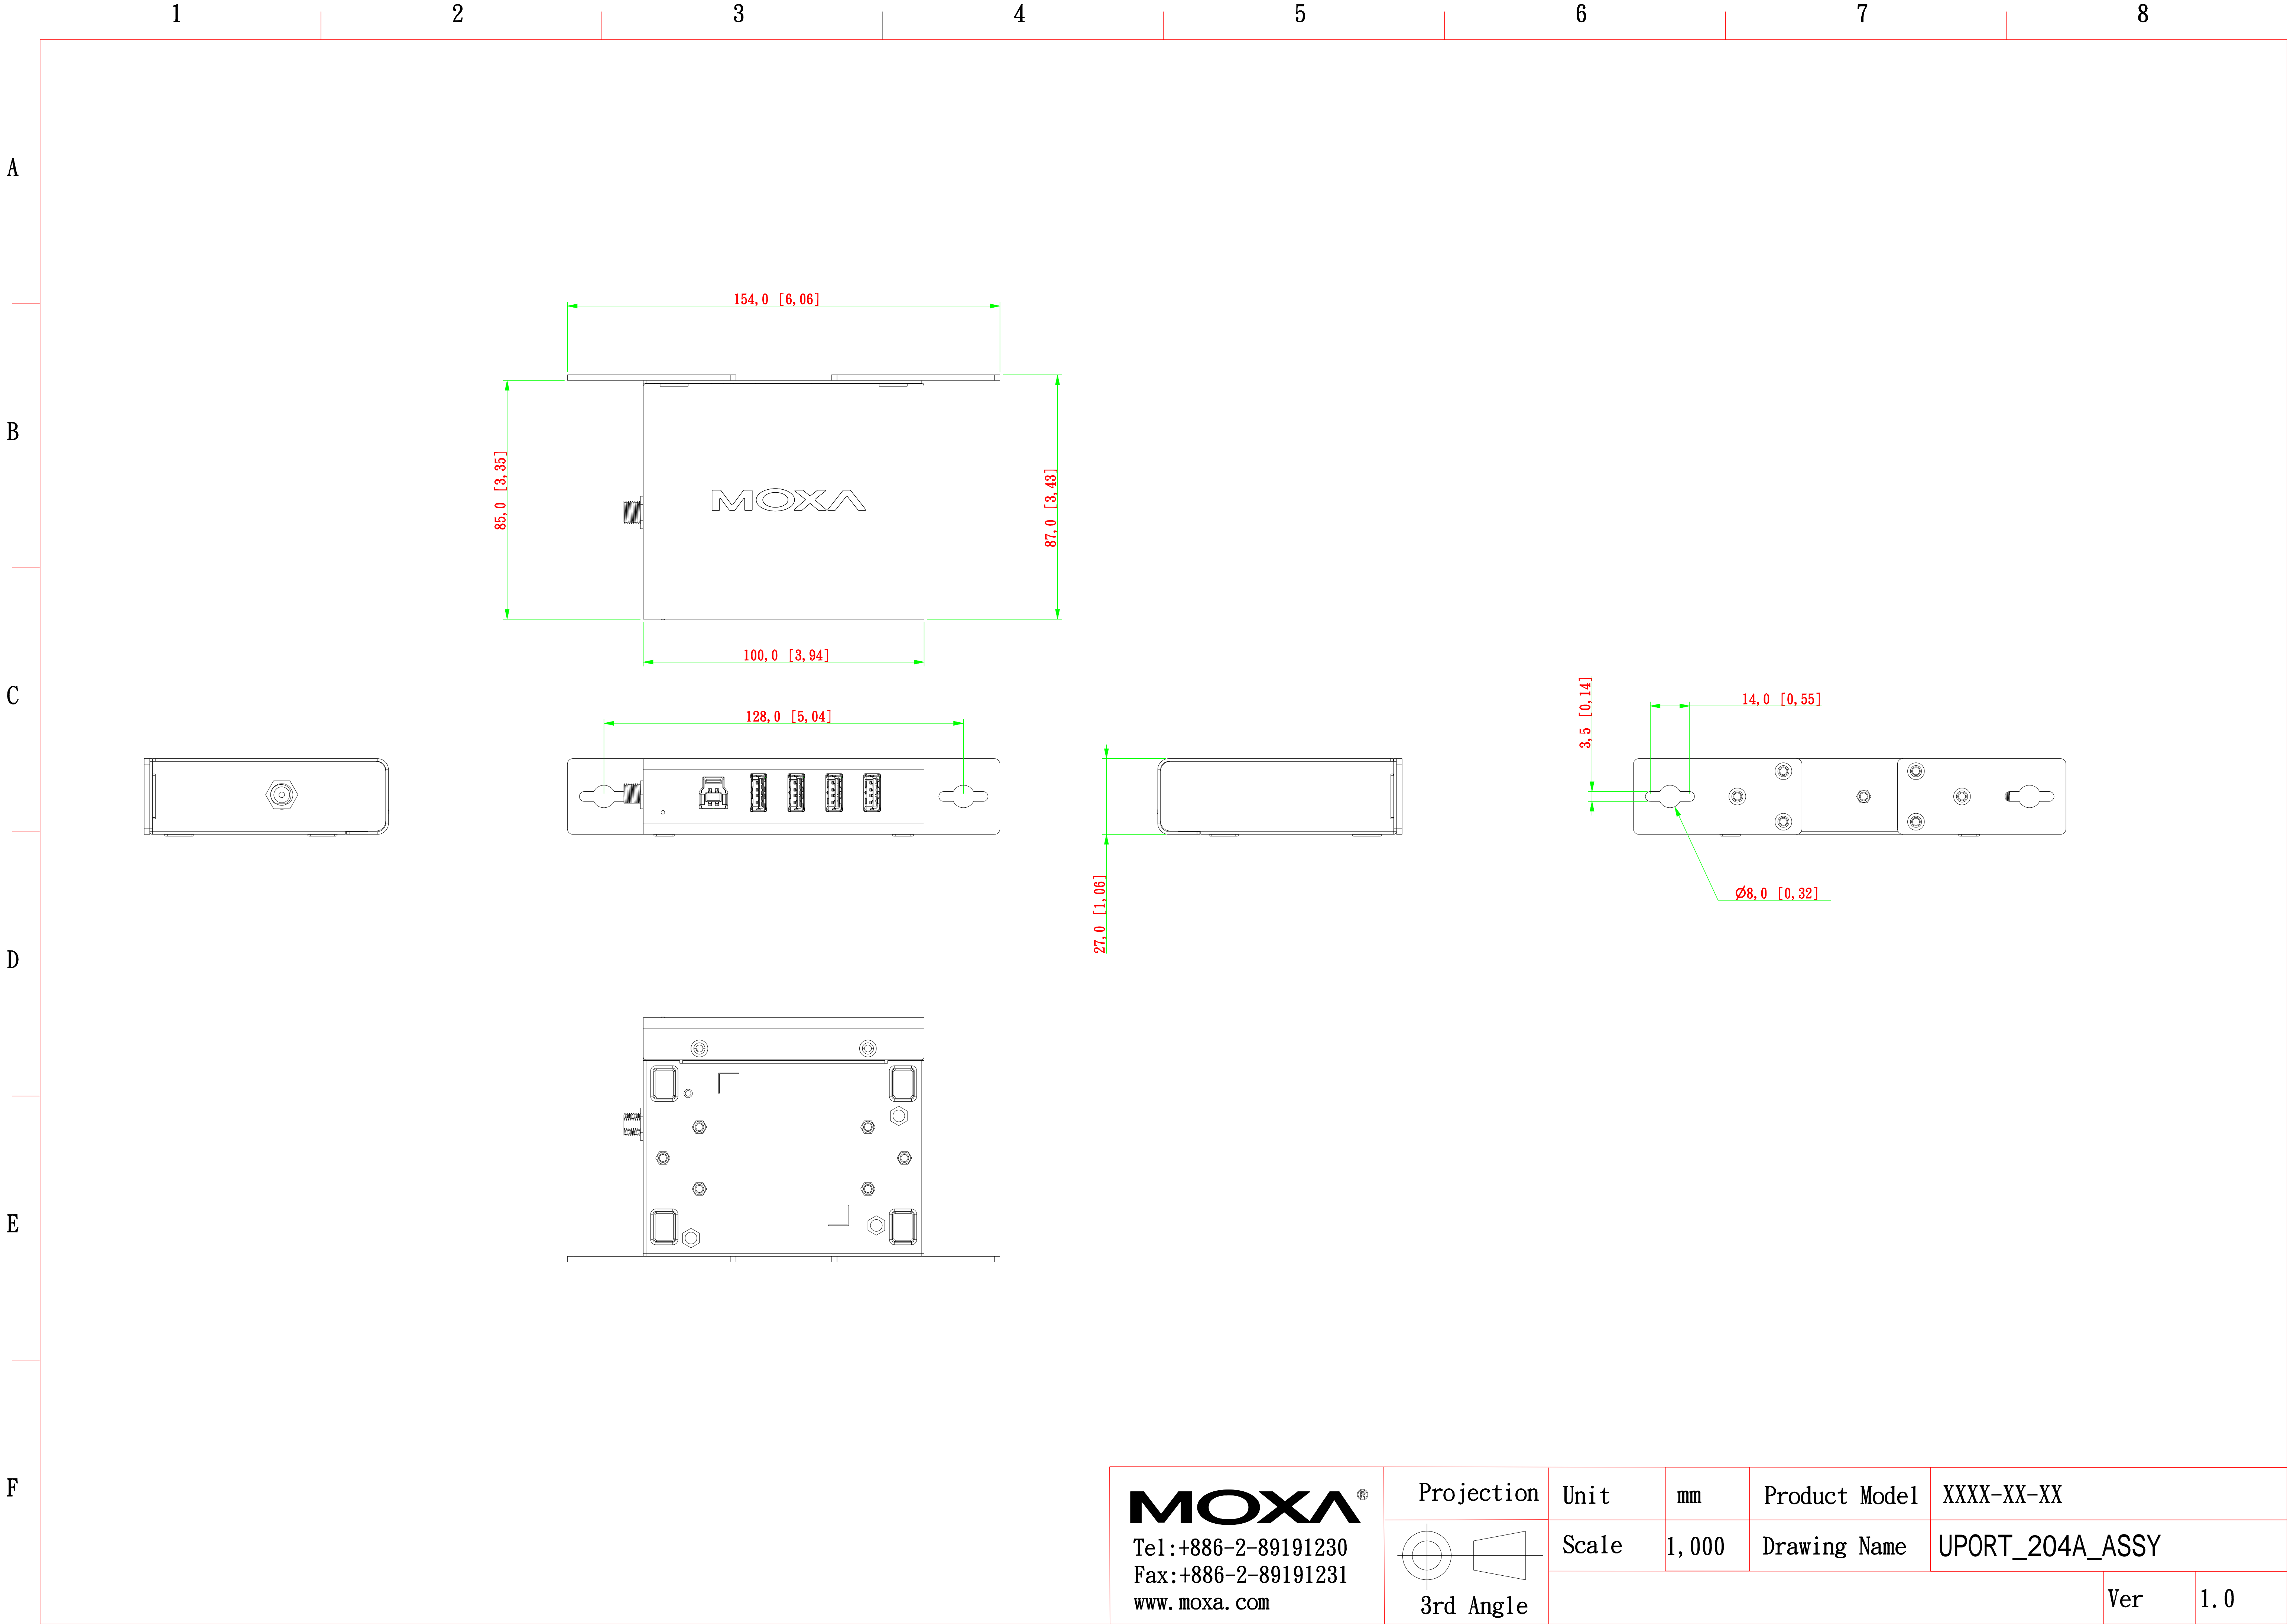 1 2 3 4 5 6 7 8
A
B
C
D
E
F
154,0 [6,06]
85,0 [3,35]
87,0 [3,43]
MOXA
100,0 [3,94]
128,0 [5,04]
27,0 [1,06]
3,5 [0,14]
14,0 [0,55]
Ø8,0 [0,32]
MOXA®
Tel:+886-2-89191230
Fax:+886-2-89191231
www.moxa.com
Projection
3rd Angle
Unit mm Product Model XXXX-XX-XX
Scale 1,000 Drawing Name UPORT_204A_ASSY
Ver 1.0